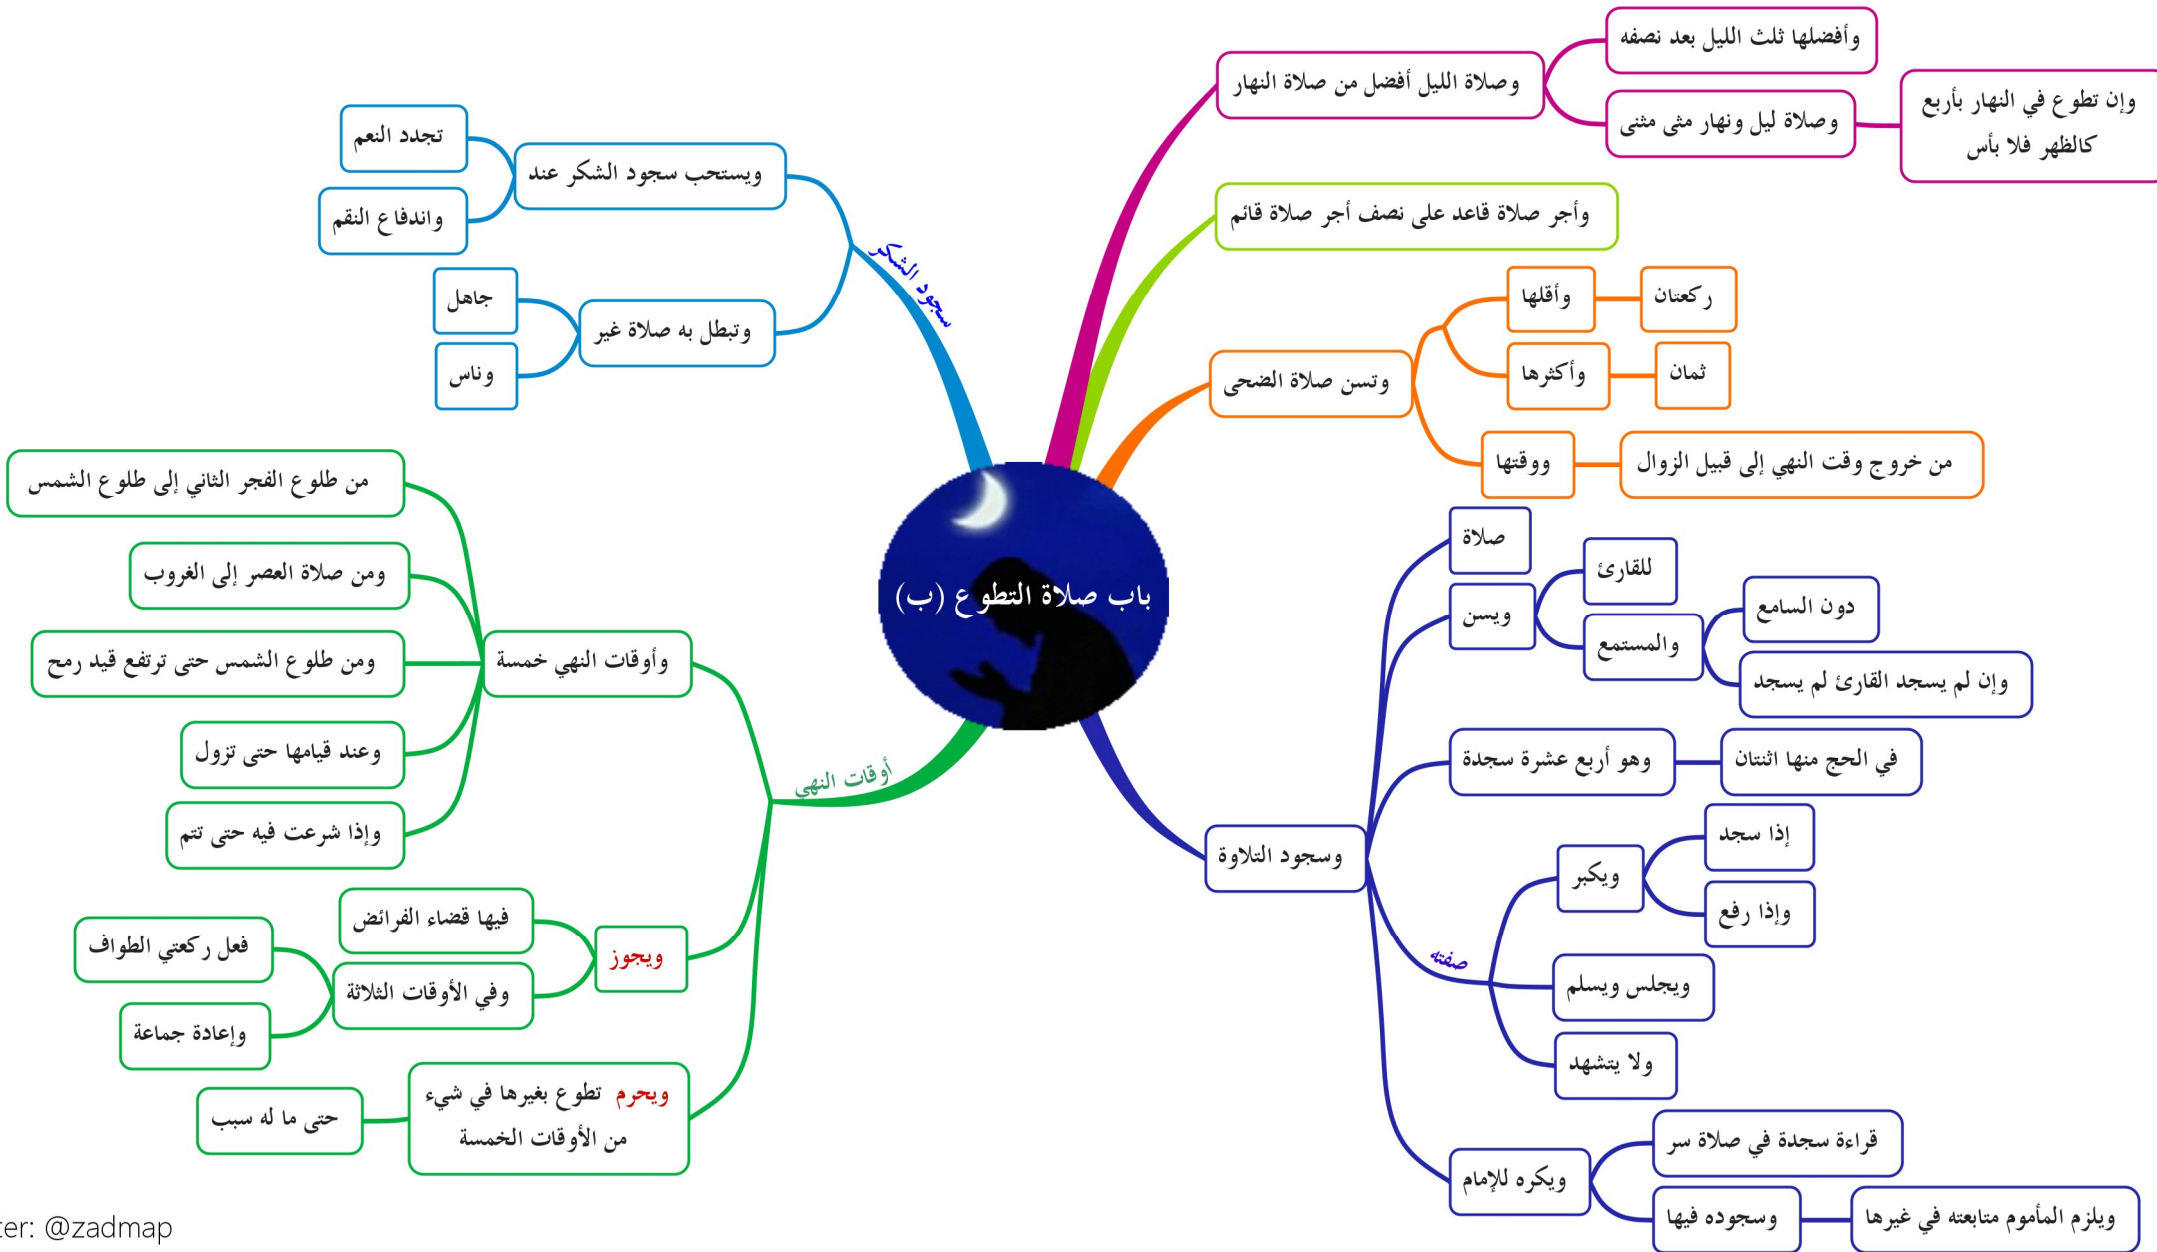 باب صلاة التطوع (ب)
وصلاة الليل أفضل من صلاة النهار
وأفضلها ثلث الليل بعد نصفه
وصلاة ليل ونهار مثى مثنى
وإن تطوع في النهار بأربع
كالظهر فلا بأس
وأجر صلاة قاعد على نصف أجر صلاة قائم
وتسن صلاة الضحى
وأقلها
ركعتان
وأكثرها
ثمان
ووقتها
من خروج وقت النهي إلى قبيل الزوال
وسجود التلاوة
صلاة
ويسن
للقارئ
والمستمع
دون السامع
وإن لم يسجد القارئ لم يسجد
وهو أربع عشرة سجدة
في الحج منها اثنتان
صفته
ويكبر
إذا سجد
وإذا رفع
ويجلس ويسلم
ولا يتشهد
ويكره للإمام
قراءة سجدة في صلاة سر
وسجوده فيها
ويلزم المأموم متابعته في غيرها
سجود الشكر
ويستحب سجود الشكر عند
تجدد النعم
واندفاع النقم
وتبطل به صلاة غير
جاهل
وناس
أوقات النهي
وأوقات النهي خمسة
من طلوع الفجر الثاني إلى طلوع الشمس
ومن صلاة العصر إلى الغروب
ومن طلوع الشمس حتى ترتفع قيد رمح
وعند قيامها حتى تزول
وإذا شرعت فيه حتى تتم
ويجوز
فيها قضاء الفرائض
وفي الأوقات الثلاثة
فعل ركعتي الطواف
وإعادة جماعة
ويحرم تطوع بغيرها في شيء
من الأوقات الخمسة
حتى ما له سبب
ter: @zadmap